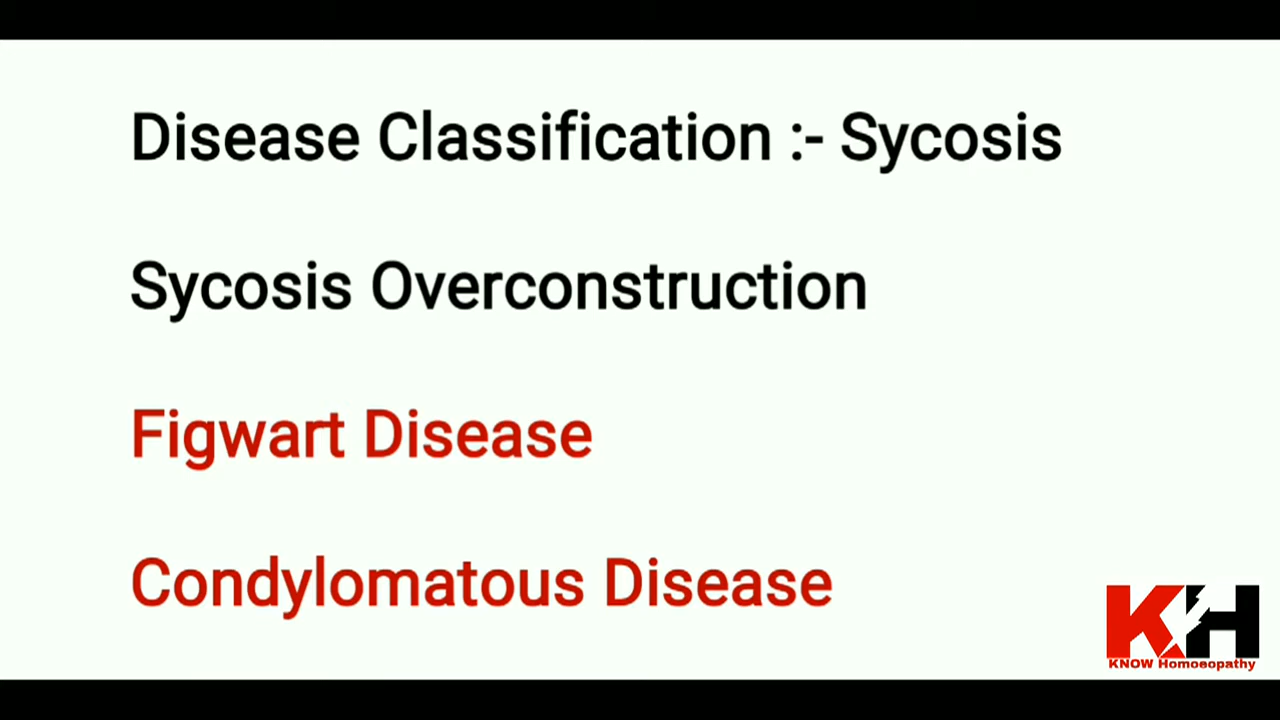 Disease Classification :- Sycosis
Sycosis Overconstruction
Figwart Disease
Condylomatous Disease
KH
KNOW Homoeopathy